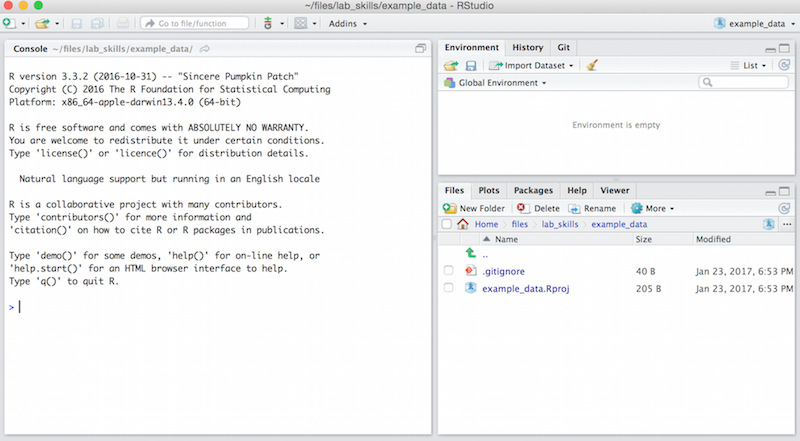 ~/files/lab_skills/example_data - RStudio
Go to file/function
Addins
example_data
Console ~/files/lab_skills/example_data/
R version 3.3.2 (2016-10-31) -- "Sincere Pumpkin Patch"
Copyright (C) 2016 The R Foundation for Statistical Computing
Platform: x86_64-apple-darwin13.4.0 (64-bit)
R is free software and comes with ABSOLUTELY NO WARRANTY.
You are welcome to redistribute it under certain conditions.
Type 'license()' or 'licence()' for distribution details.
Natural language support but running in an English locale
R is a collaborative project with many contributors.
Type 'contributors()' for more information and
'citation()' on how to cite R or R packages in publications.
Type 'demo()' for some demos, 'help()' for on-line help, or
'help.start()' for an HTML browser interface to help.
Type 'q()' to quit R.
>
Environment History Git
Import Dataset List
Global Environment
Environment is empty
Files Plots Packages Help Viewer
New Folder Delete Rename More
Home files lab_skills example_data
Name Size Modified
..
.gitignore 40 B Jan 23, 2017, 6:53 PM
example_data.Rproj 205 B Jan 23, 2017, 6:53 PM